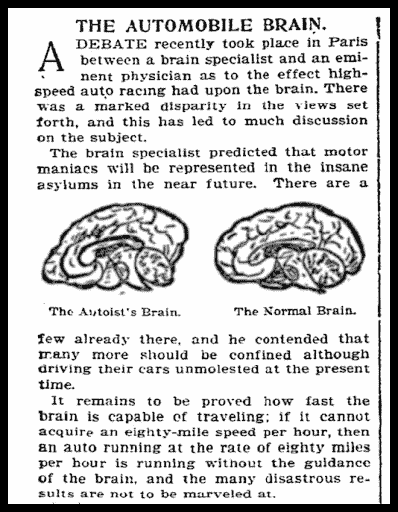 THE AUTOMOBILE BRAIN.
A DEBATE recently took place in Paris
between a brain specialist and an emi-
nent physician as to the effect high-
speed auto racing had upon the brain. There
was a marked disparity in the views set
forth, and this has led to much discussion
on the subject.
The brain specialist predicted that motor
maniacs will be represented in the insane
asylums in the near future. There are a
The Autoist's Brain.
The Normal Brain.
few already there, and he contended that
many more should be confined although
driving their cars unmolested at the present
time.
It remains to be proved how fast the
brain is capable of traveling; if it cannot
acquire an eighty-mile speed per hour, then
an auto running at the rate of eighty miles
per hour is running without the guidance
of the brain, and the many disastrous re-
sults are not to be marveled at.